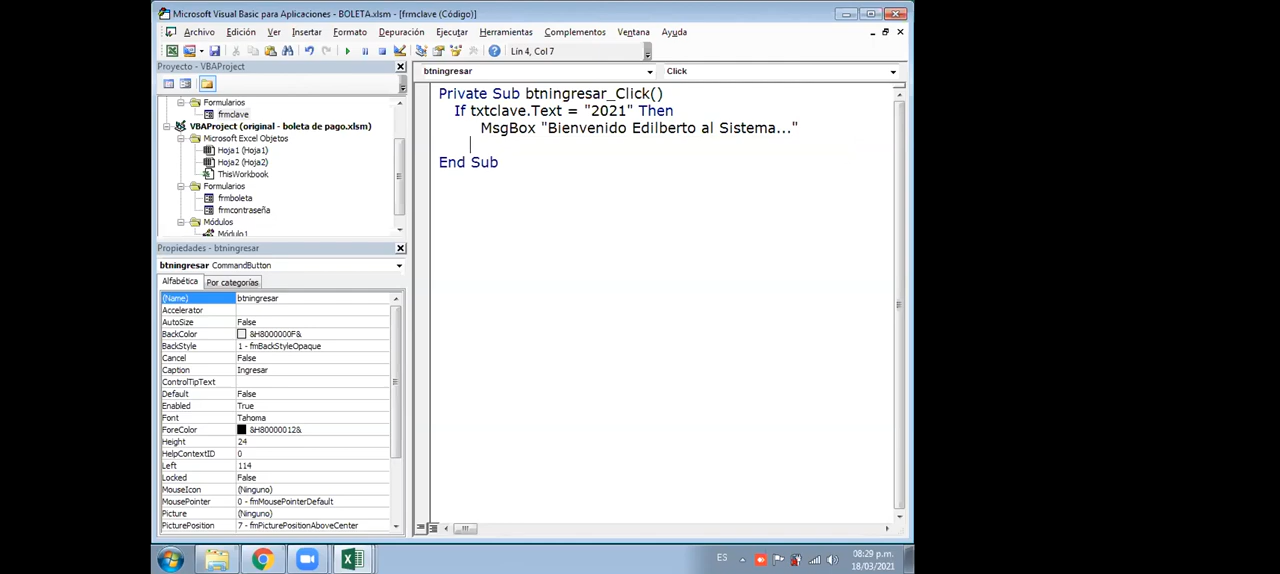 Microsoft Visual Basic para Aplicaciones - BOLETA.xlsm - [frmclave (Código)]
Archivo Edición Ver Insertar Formato Depuración Ejecutar Herramientas Complementos Ventana Ayuda
Lín 4, Col 7
Proyecto - VBAProject
Formularios
frmclave
VBAProject (original - boleta de pago.xlsm)
Microsoft Excel Objetos
Hoja1 (Hoja1)
Hoja2 (Hoja2)
ThisWorkbook
Formularios
frmboleta
frmcontraseña
Módulos
Módulo1
Propiedades - btningresar
btningresar CommandButton
Alfabética Por categorías
(Name) btningresar
Accelerator
AutoSize False
BackColor &H8000000F&
BackStyle 1 - fmBackStyleOpaque
Cancel False
Caption Ingresar
ControlTipText
Default False
Enabled True
Font Tahoma
ForeColor &H80000012&
Height 24
HelpContextID 0
Left 114
Locked False
MouseIcon (Ninguno)
MousePointer 0 - fmMousePointerDefault
Picture (Ninguno)
PicturePosition 7 - fmPicturePositionAboveCenter
btningresar Click
Private Sub btningresar_Click()
If txtclave.Text = "2021" Then
MsgBox "Bienvenido Edilberto al Sistema..."
End Sub
ES
08:29 p.m.
18/03/2021